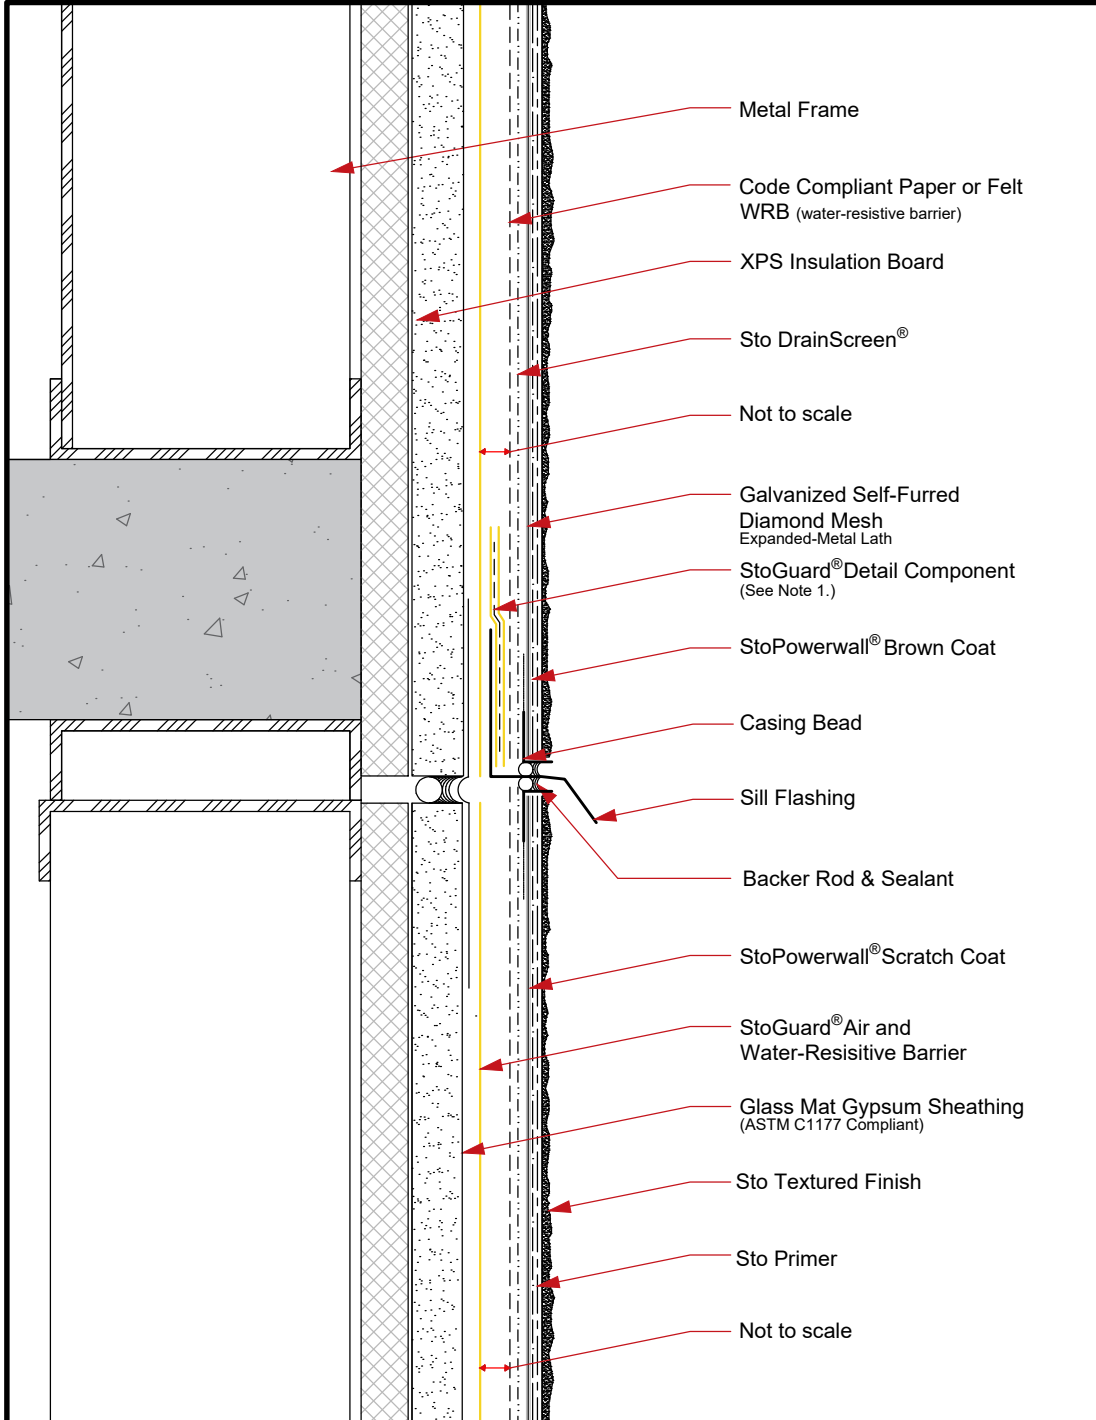 Metal Frame
Code Compliant Paper or Felt
WRB (water-resistive barrier)
XPS Insulation Board
Sto DrainScreen®
Not to scale
Galvanized Self-Furred
Diamond Mesh
Expanded-Metal Lath
StoGuard® Detail Component
(See Note 1.)
StoPowerwall® Brown Coat
Casing Bead
Sill Flashing
Backer Rod & Sealant
StoPowerwall® Scratch Coat
StoGuard® Air and
Water-Resisitive Barrier
Glass Mat Gypsum Sheathing
(ASTM C1177 Compliant)
Sto Textured Finish
Sto Primer
Not to scale